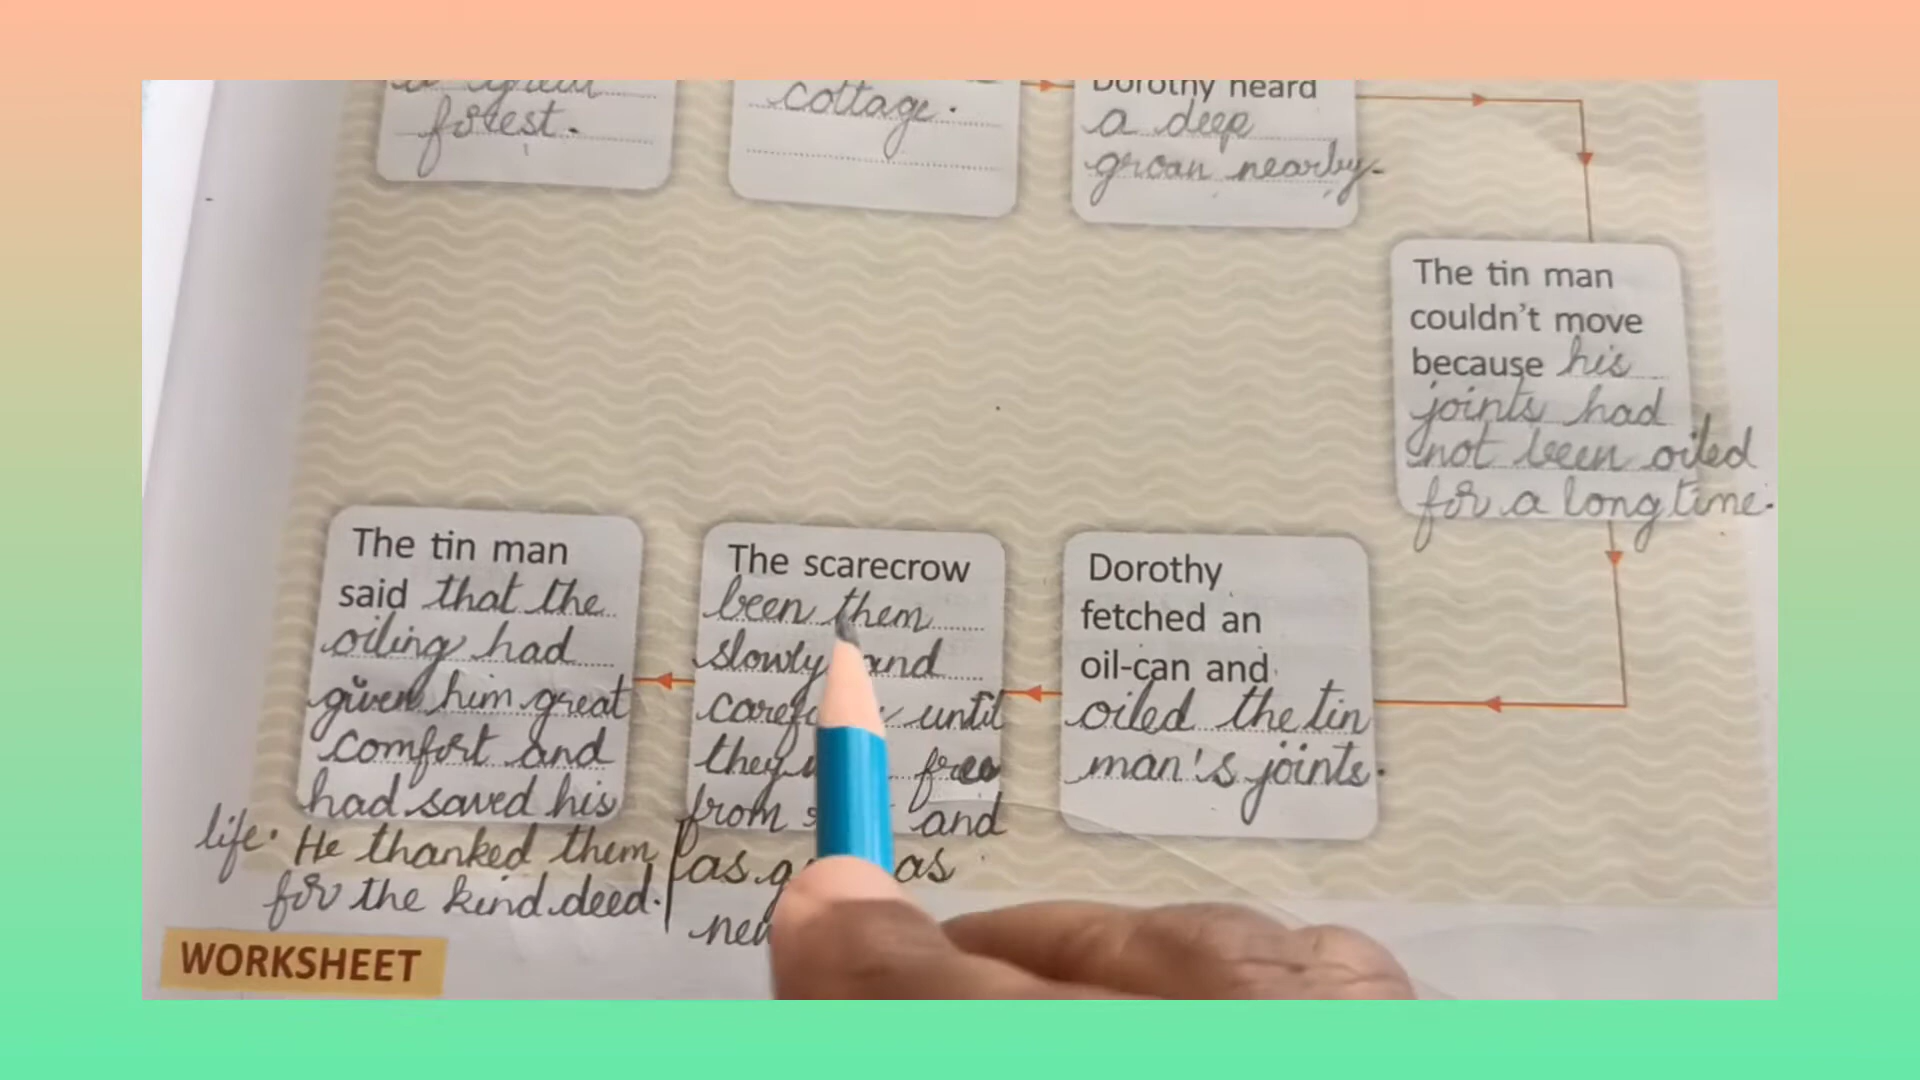 forest.
cottage.
Dorothy heard
a deep
groan nearby.
The tin man
couldn't move
because his
joints had
not been oiled
for a long time.
Dorothy
fetched an
oil-can and
oiled the tin
man's joints.
The scarecrow
been them
slowly and
until
they free
from and
as as
The tin man
said that the
oiling had
given him great
comfort and
had saved his
life. He thanked them
for the kind deed.
WORKSHEET